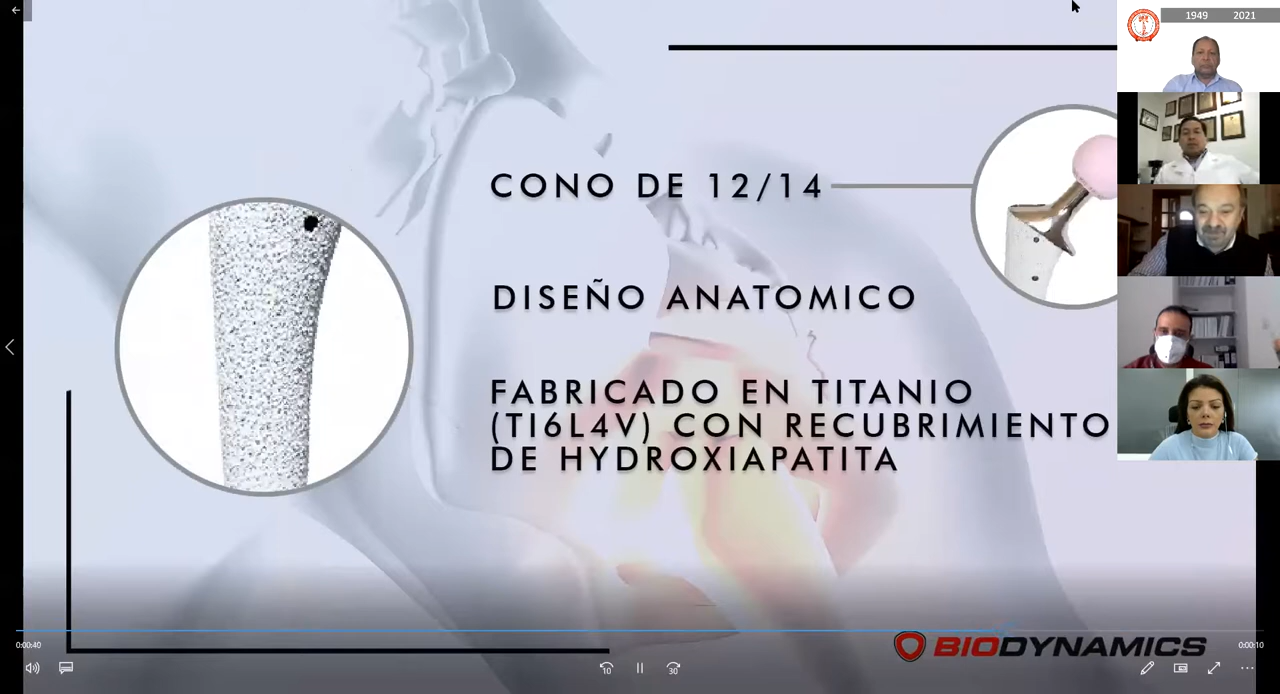 1949 2021
CONO DE 12/14
DISEÑO ANATOMICO
FABRICADO EN TITANIO
(TI6L4V) CON RECUBRIMIENTO
DE HYDROXIAPATITA
BIODYNAMICS
0:00:40
0:00:10
10
30